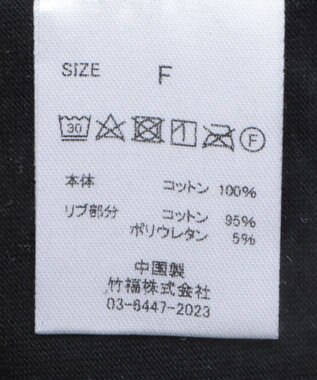 SIZE F
30 F
本体 コットン 100%
リブ部分 コットン 95%
ポリウレタン 5%
中国製
竹福株式会社
03-6447-2023